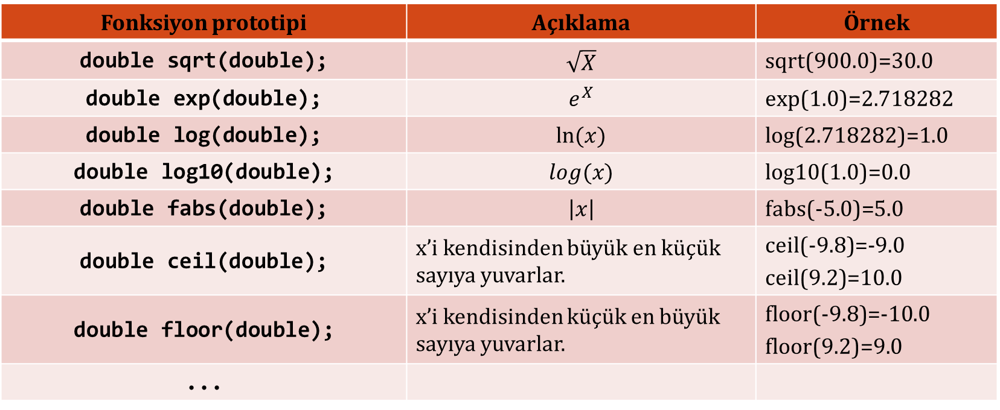 Fonksiyon prototipi Açıklama Örnek
double sqrt(double); √X sqrt(900.0)=30.0
double exp(double); e^X exp(1.0)=2.718282
double log(double); ln(x) log(2.718282)=1.0
double log10(double); log(x) log10(1.0)=0.0
double fabs(double); |x| fabs(-5.0)=5.0
double ceil(double);
x’i kendisinden büyük en küçük
sayıya yuvarlar.
ceil(-9.8)=-9.0
ceil(9.2)=10.0
double floor(double);
x’i kendisinden küçük en büyük
sayıya yuvarlar.
floor(-9.8)=-10.0
floor(9.2)=9.0
...